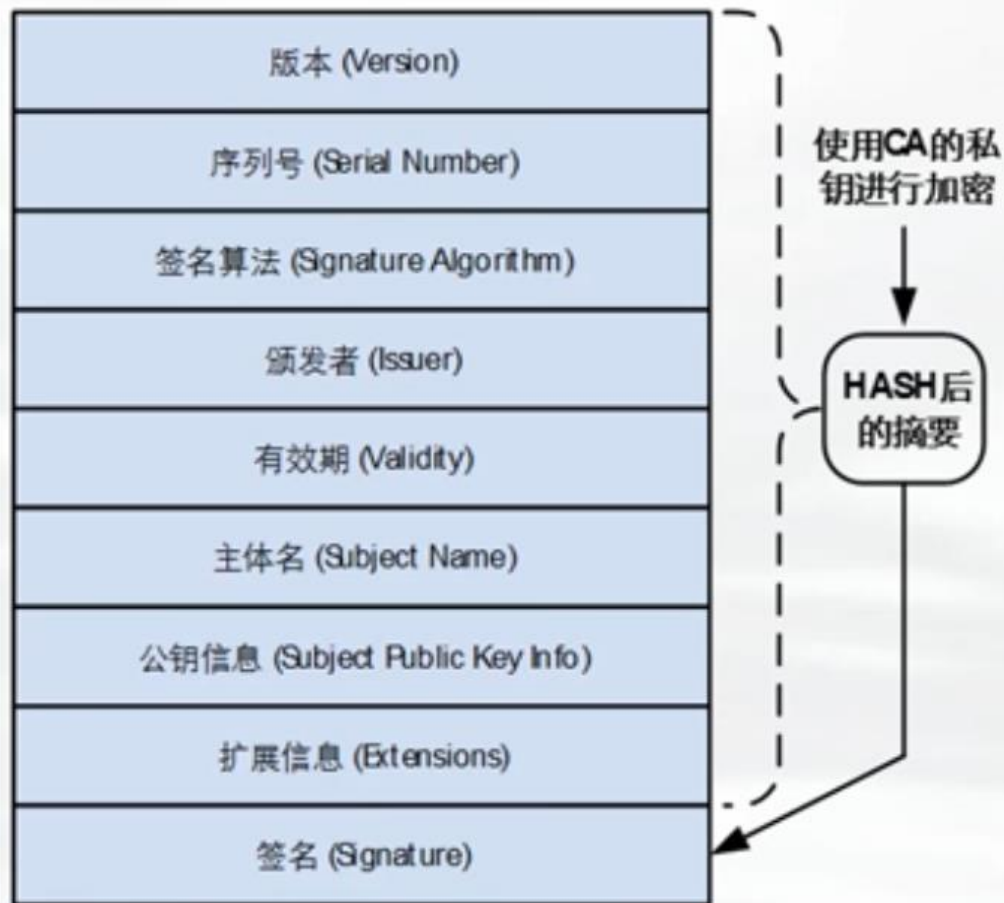 版本 (Version)
序列号 (Serial Number)
签名算法 (Signature Algorithm)
颁发者 (Issuer)
有效期 (Validity)
主体名 (Subject Name)
公钥信息 (Subject Public Key Info)
扩展信息 (Extensions)
签名 (Signature)
使用CA的私
钥进行加密
HASH后
的摘要